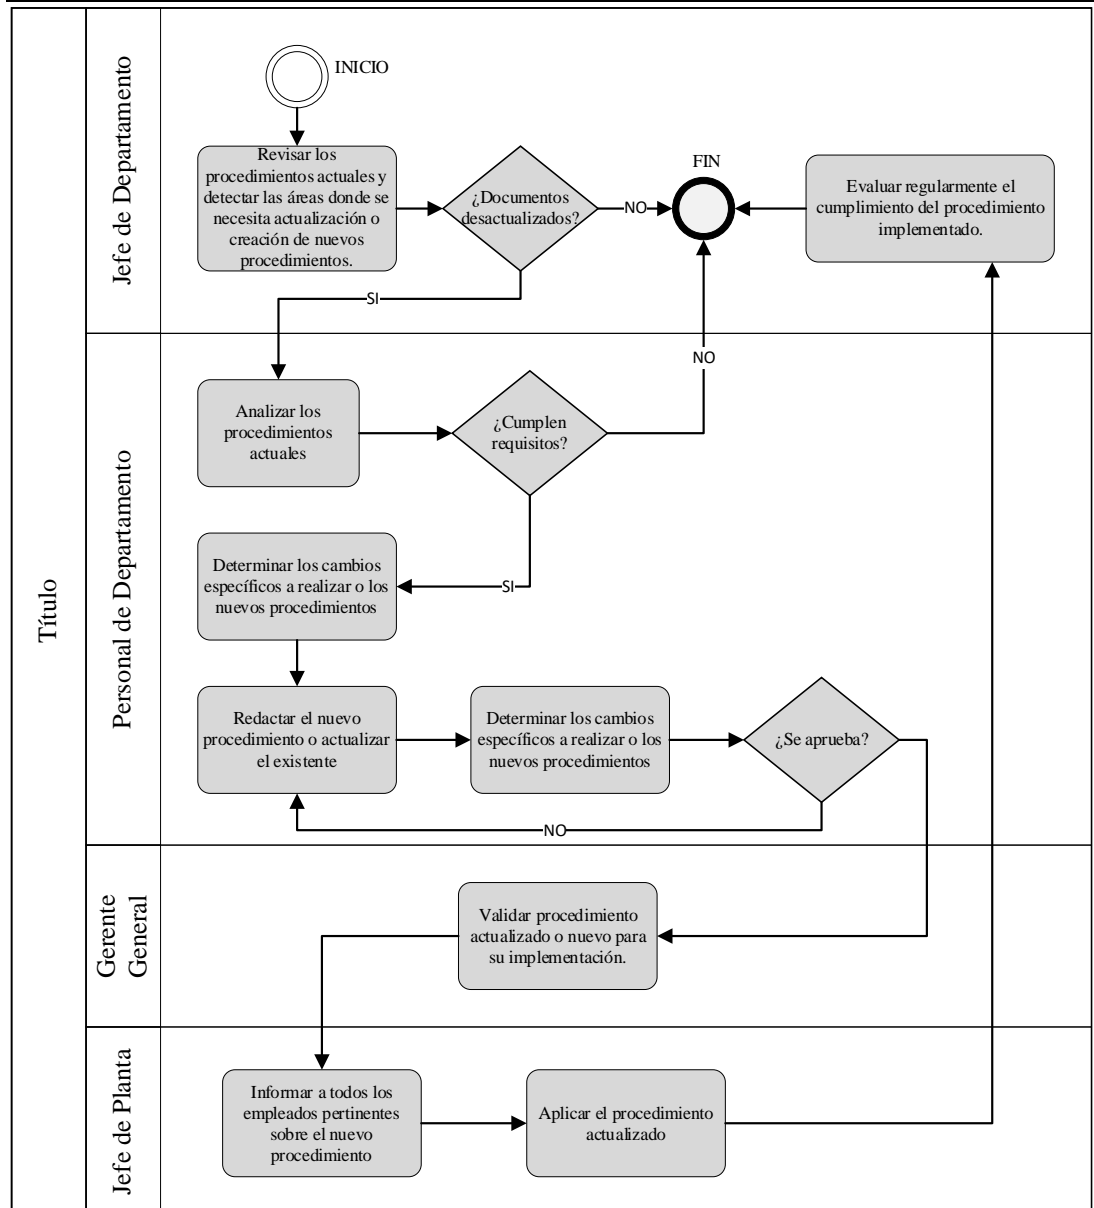 Título
Jefe de Departamento
INICIO
Revisar los
procedimientos actuales y
detectar las áreas donde se
necesita actualización o
creación de nuevos
procedimientos.
¿Documentos
desactualizados?
NO
FIN
Evaluar regularmente el
cumplimiento del procedimiento
implementado.
SI
Personal de Departamento
Analizar los
procedimientos
actuales
¿Cumplen
requisitos?
NO
SI
Determinar los cambios
específicos a realizar o los
nuevos procedimientos
Redactar el nuevo
procedimiento o actualizar
el existente
Determinar los cambios
específicos a realizar o los
nuevos procedimientos
¿Se aprueba?
NO
Gerente
General
Validar procedimiento
actualizado o nuevo para
su implementación.
Jefe de Planta
Informar a todos los
empleados pertinentes
sobre el nuevo
procedimiento
Aplicar el procedimiento
actualizado